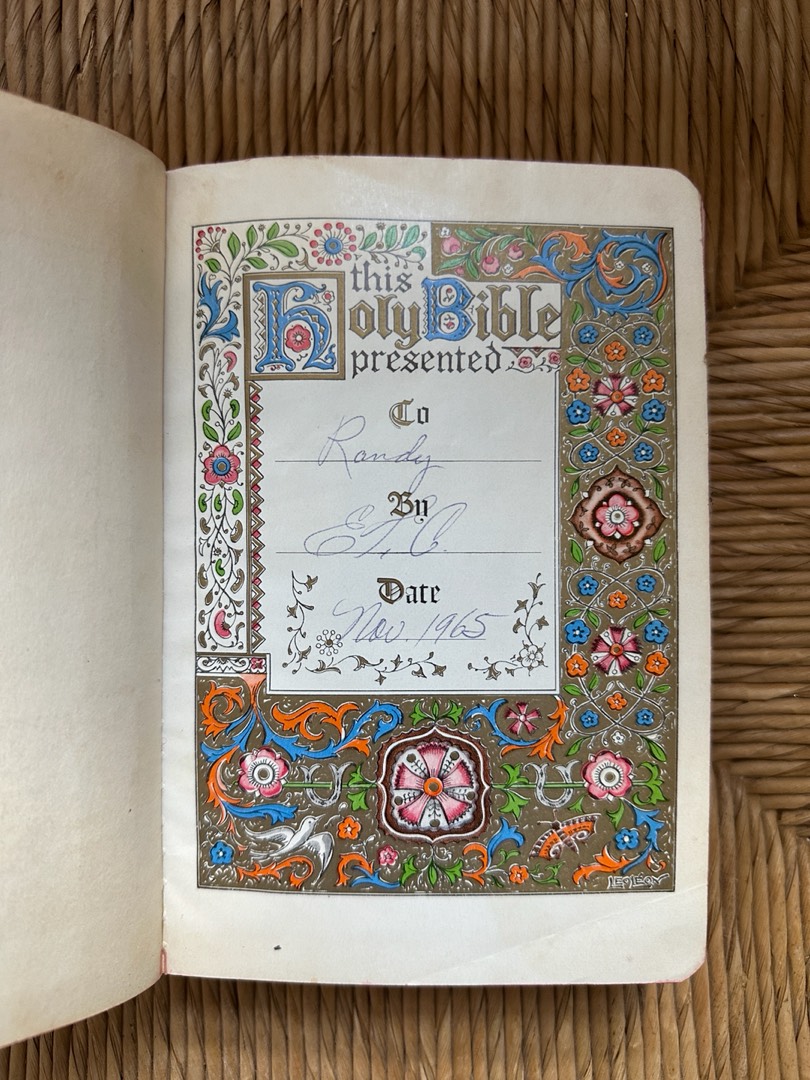 this
Holy Bible
presented
To
Randy
By
Date
Nov. 1965